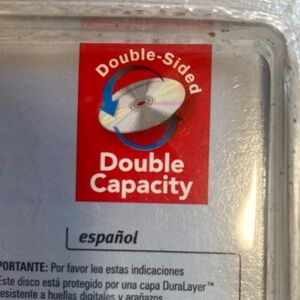 Double-Sided
Double
Capacity
español
PORTANTE: Por favor lea estas indicaciones
Este disco está protegido por una capa DuraLayer™
resistente a huellas digitales y arañazos